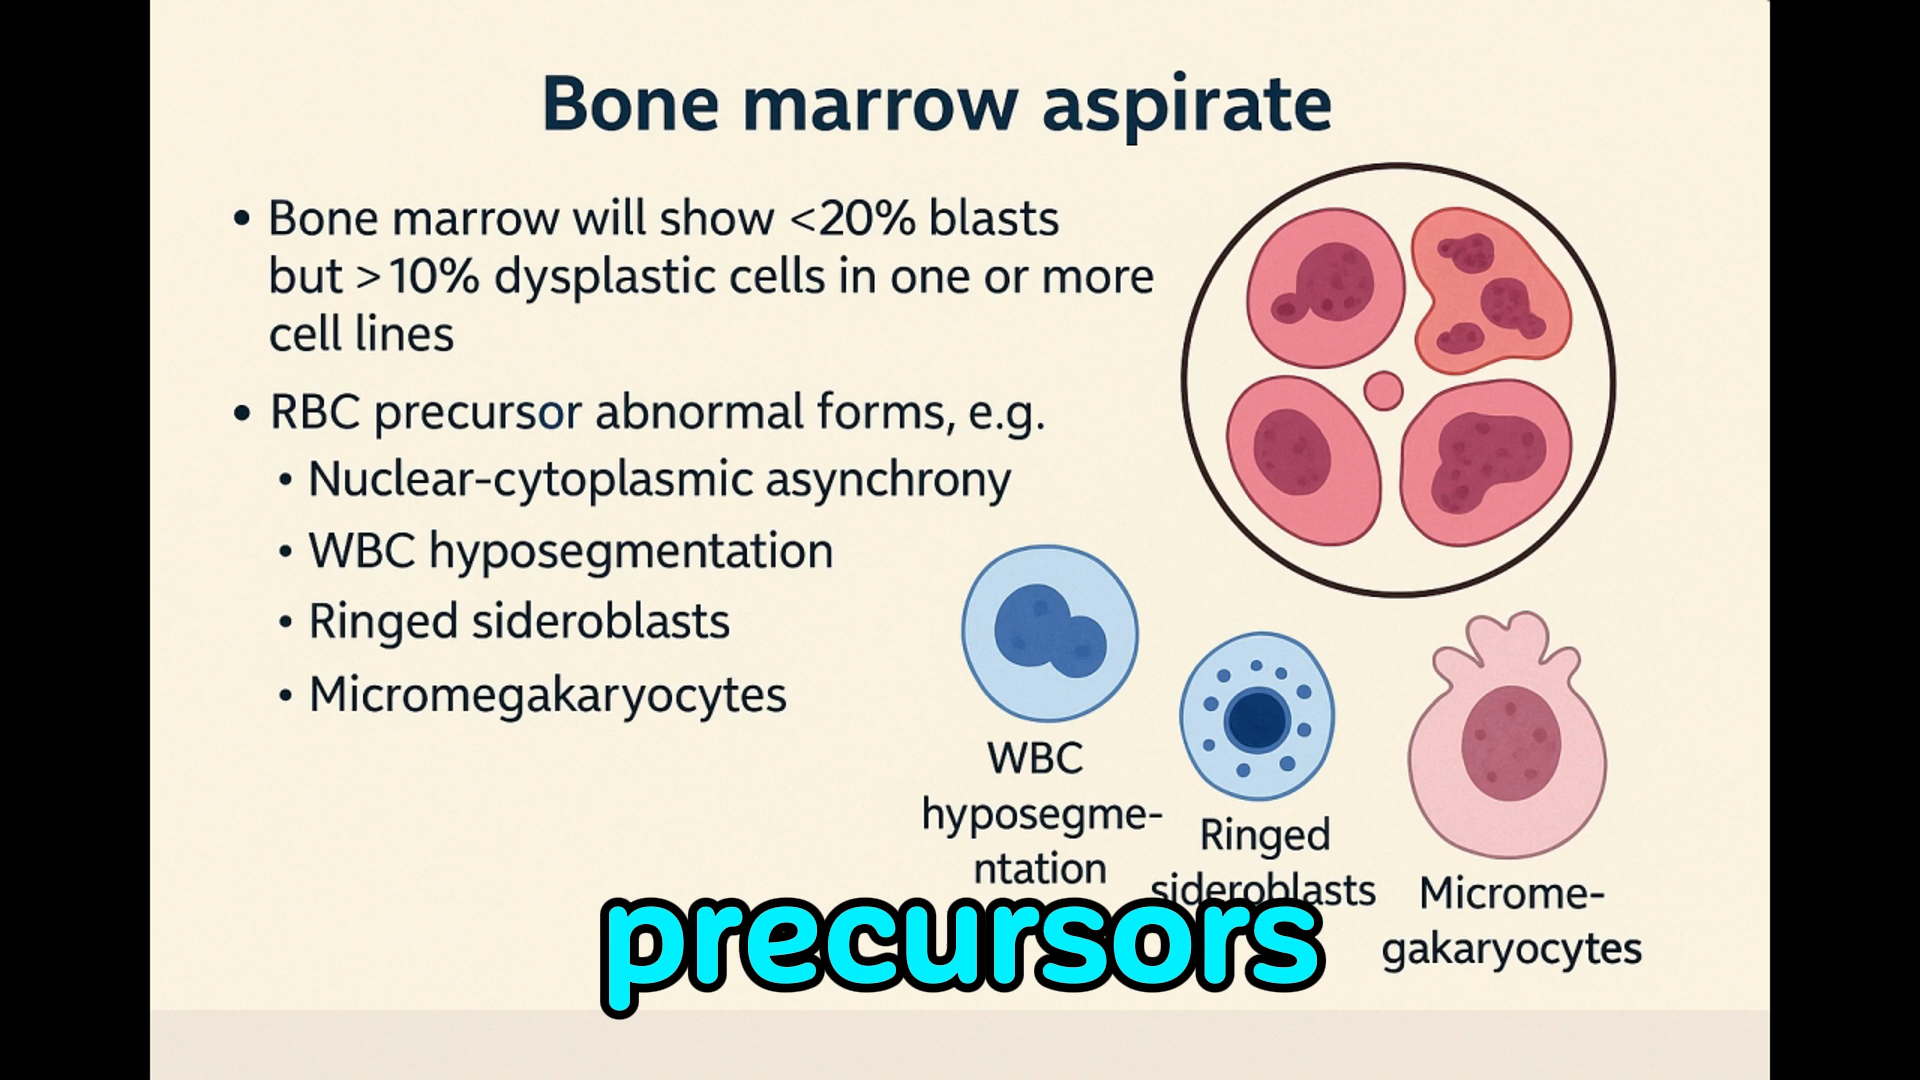 Bone marrow aspirate
• Bone marrow will show <20% blasts
but >10% dysplastic cells in one or more
cell lines
• RBC precursor abnormal forms, e.g.
• Nuclear-cytoplasmic asynchrony
• WBC hyposegmentation
• Ringed sideroblasts
• Micromegakaryocytes
WBC
hyposegme-
ntation
Ringed
sideroblasts
Microme-
gakaryocytes
precursors